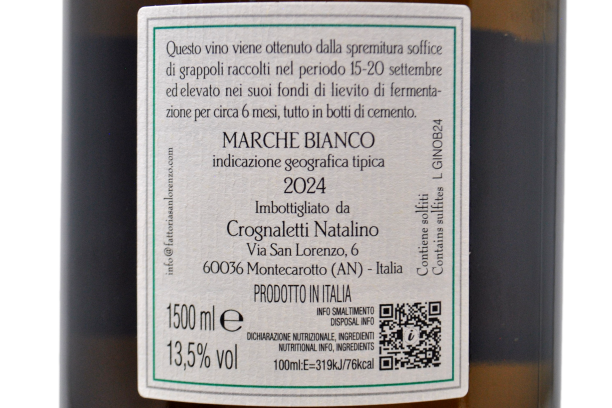 Questo vino viene ottenuto dalla spremitura soffice
di grappoli raccolti nel periodo 15-20 settembre
ed elevato nei suoi fondi di lievito di fermenta-
zione per circa 6 mesi, tutto in botti di cemento.
MARCHE BIANCO
indicazione geografica tipica
2024
Imbottigliato da
Crognaletti Natalino
Via San Lorenzo, 6
60036 Montecarotto (AN) - Italia
info@fattoriasanlorenzo.com
Contiene solfiti
Contains sulfites L GINOB24
PRODOTTO IN ITALIA
1500 ml e
13,5% vol
INFO SMALTIMENTO
DISPOSAL INFO
DICHIARAZIONE NUTRIZIONALE, INGREDIENTI
NUTRITIONAL INFO, INGREDIENTS
100ml:E=319kJ/76kcal
i